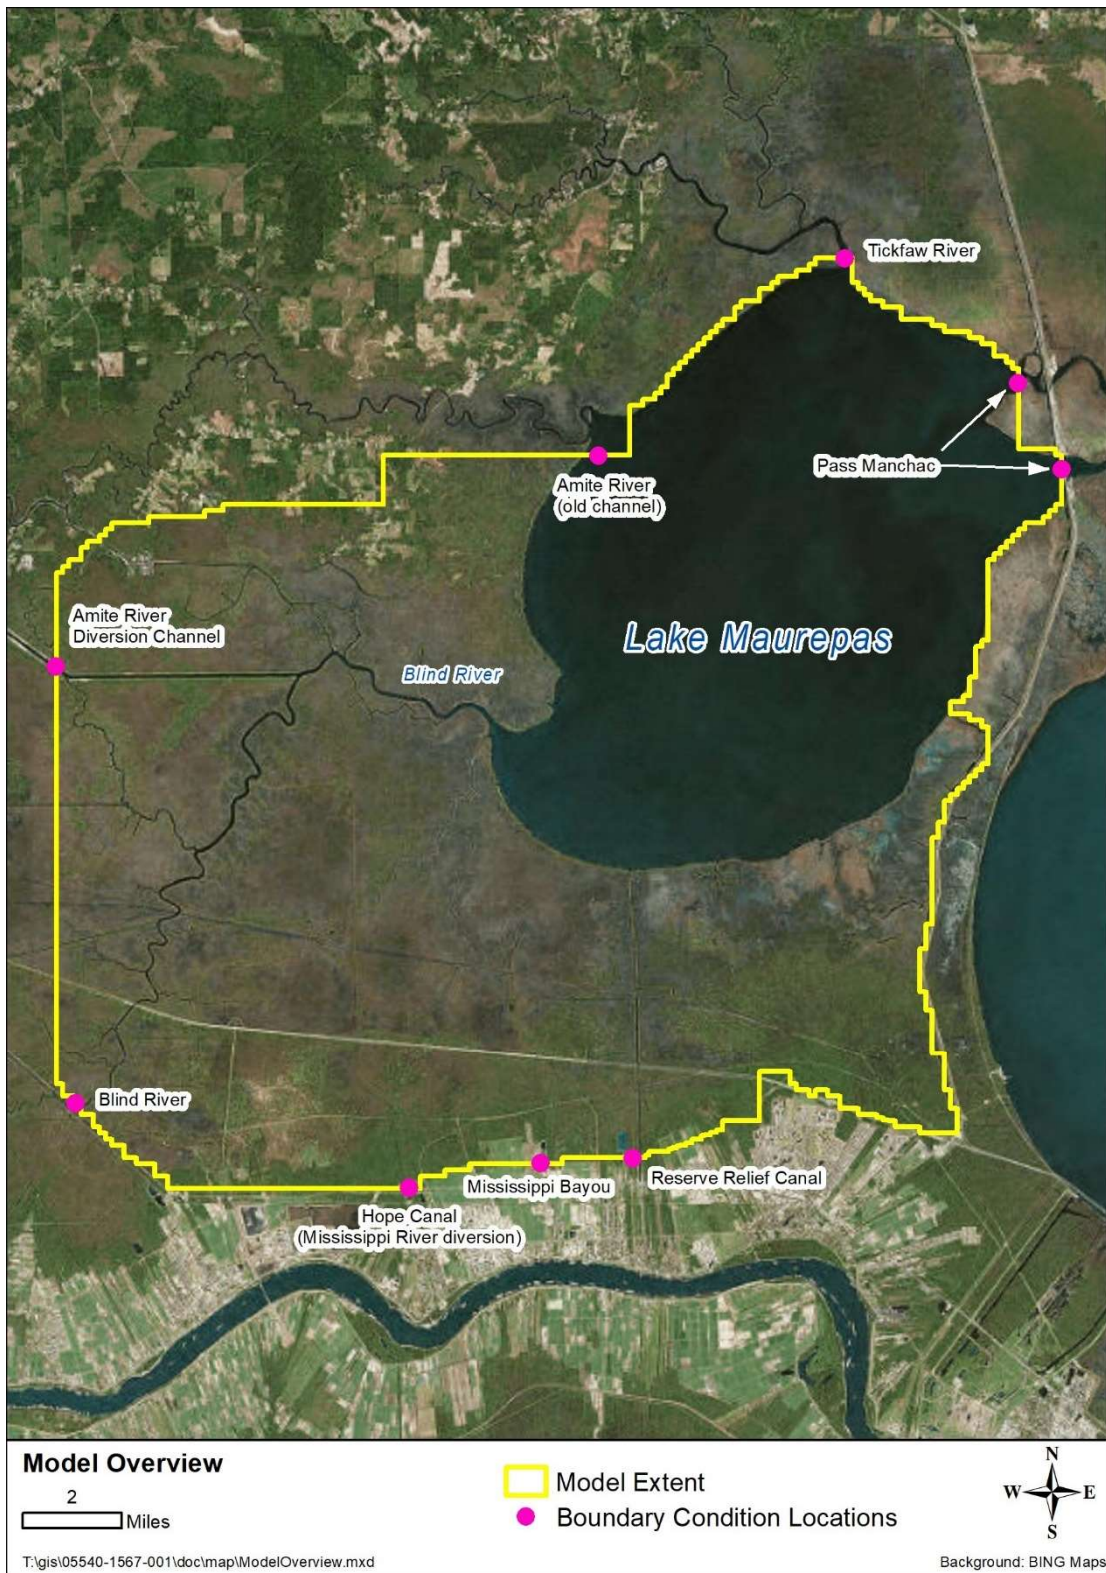 Tickfaw River
Pass Manchac
Amite River
(old channel)
Amite River
Diversion Channel
Lake Maurepas
Blind River
Blind River
Reserve Relief Canal
Mississippi Bayou
Hope Canal
(Mississippi River diversion)
Model Overview
2
Miles
Model Extent
Boundary Condition Locations
N
W E
S
T:\gis\05540-1567-001\doc\map\ModelOverview.mxd
Background: BING Maps